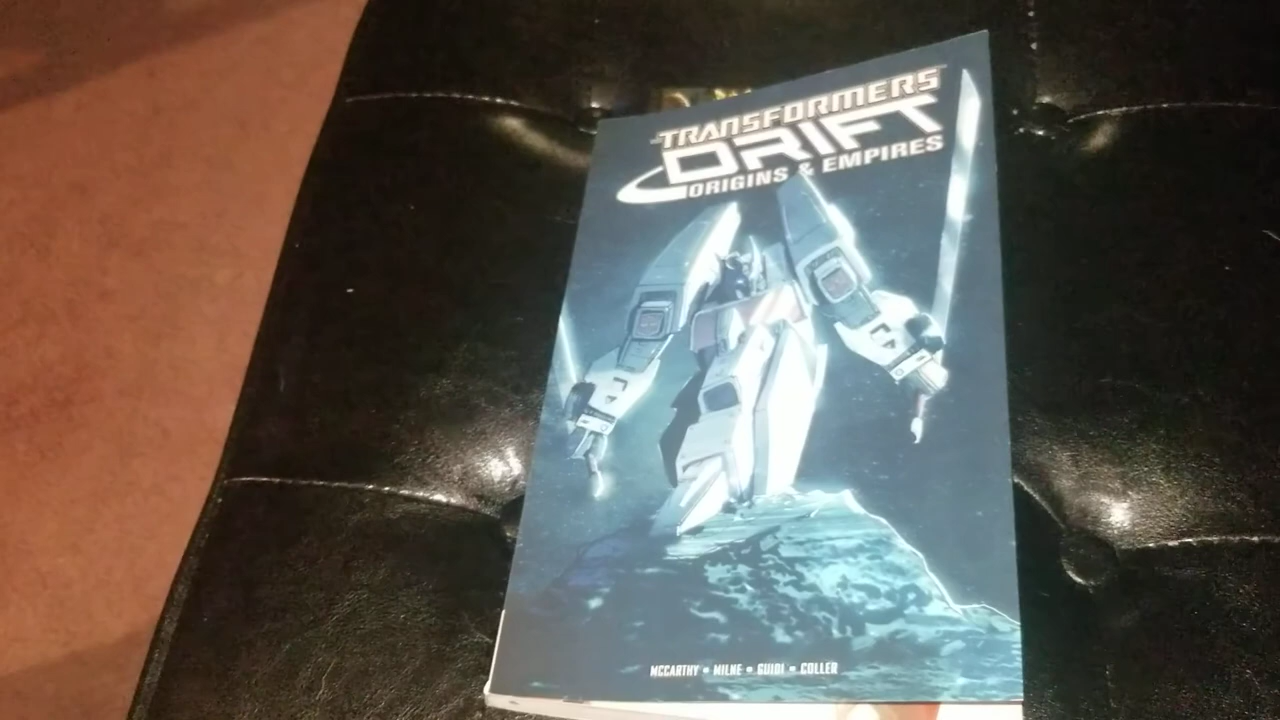 TRANSFORMERS
DRIFT
ORIGINS & EMPIRES
MCCARTHY • MILNE • GUIDI • COLLER